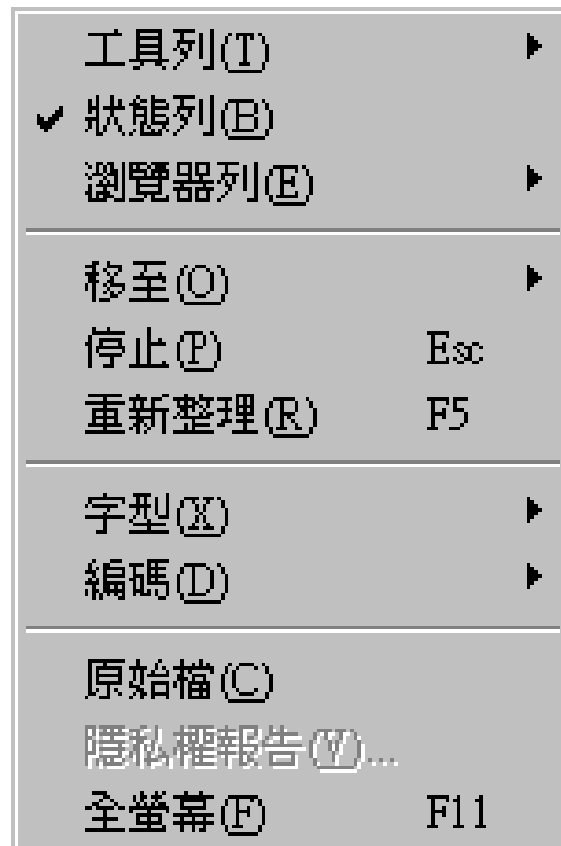 工具列(T)
狀態列(B)
瀏覽器列(E)
移至(O)
停止(P) Esc
重新整理(R) F5
字型(X)
編碼(D)
原始檔(C)
隱私權報告(V)...
全螢幕(F) F11